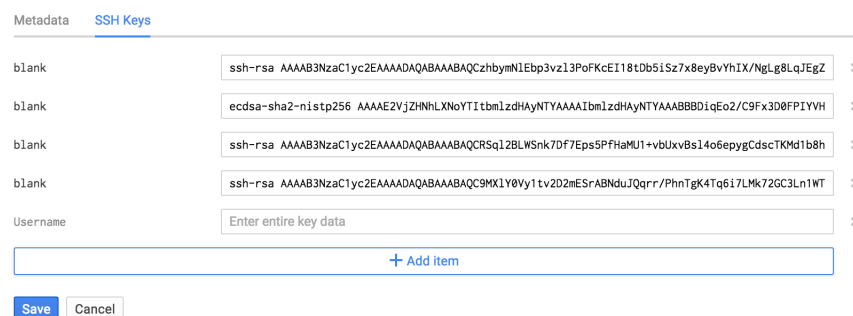 Metadata SSH Keys
blank ssh-rsa AAAAB3NzaC1yc2EAAAADAQABAAABAQCzhbymNlEbp3vzl3PoFKcEI18tDb5iSz7x8eyBvYhIX/NgLg8LqJEgZ
blank ecdsa-sha2-nistp256 AAAAE2VjZHNhLXNoYTItbmlzdHAyNTYAAAAIbmlzdHAyNTYAAABBBDiqEo2/C9Fx3D0FPIYVH
blank ssh-rsa AAAAB3NzaC1yc2EAAAADAQABAAABAQCRSql2BLWSnk7Df7Eps5PfHaMU1+vbUxvBsl4o6epygCdscTKMd1b8h
blank ssh-rsa AAAAB3NzaC1yc2EAAAADAQABAAABAQC9MXlY0Vy1tv2D2mESrABNduJQqrr/PhnTgK4Tq6i7LMk72GC3Ln1WT
Username Enter entire key data
+ Add item
Save Cancel